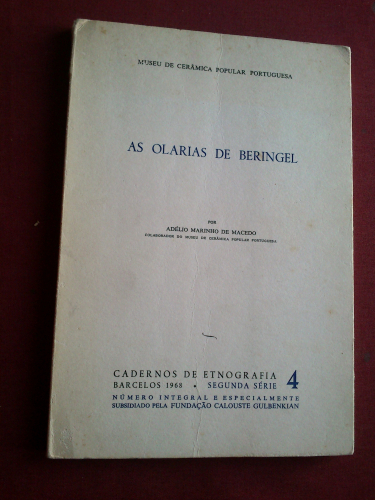 MUSEU DE CERÂMICA POPULAR PORTUGUESA
AS OLARIAS DE BERINGEL
POR
ADÉLIO MARINHO DE MACEDO
COLABORADOR DO MUSEU DE CERÂMICA POPULAR PORTUGUESA
CADERNOS DE ETNOGRAFIA 4
BARCELOS 1968 • SEGUNDA SÉRIE
NÚMERO INTEGRAL E ESPECIALMENTE
SUBSIDIADO PELA FUNDAÇÃO CALOUSTE GULBENKIAN